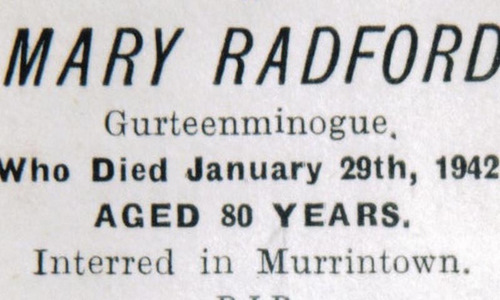 MARY RADFORD
Gurteenminogue.
Who Died January 29th, 1942
AGED 80 YEARS.
Interred in Murrintown.
R.I.P.